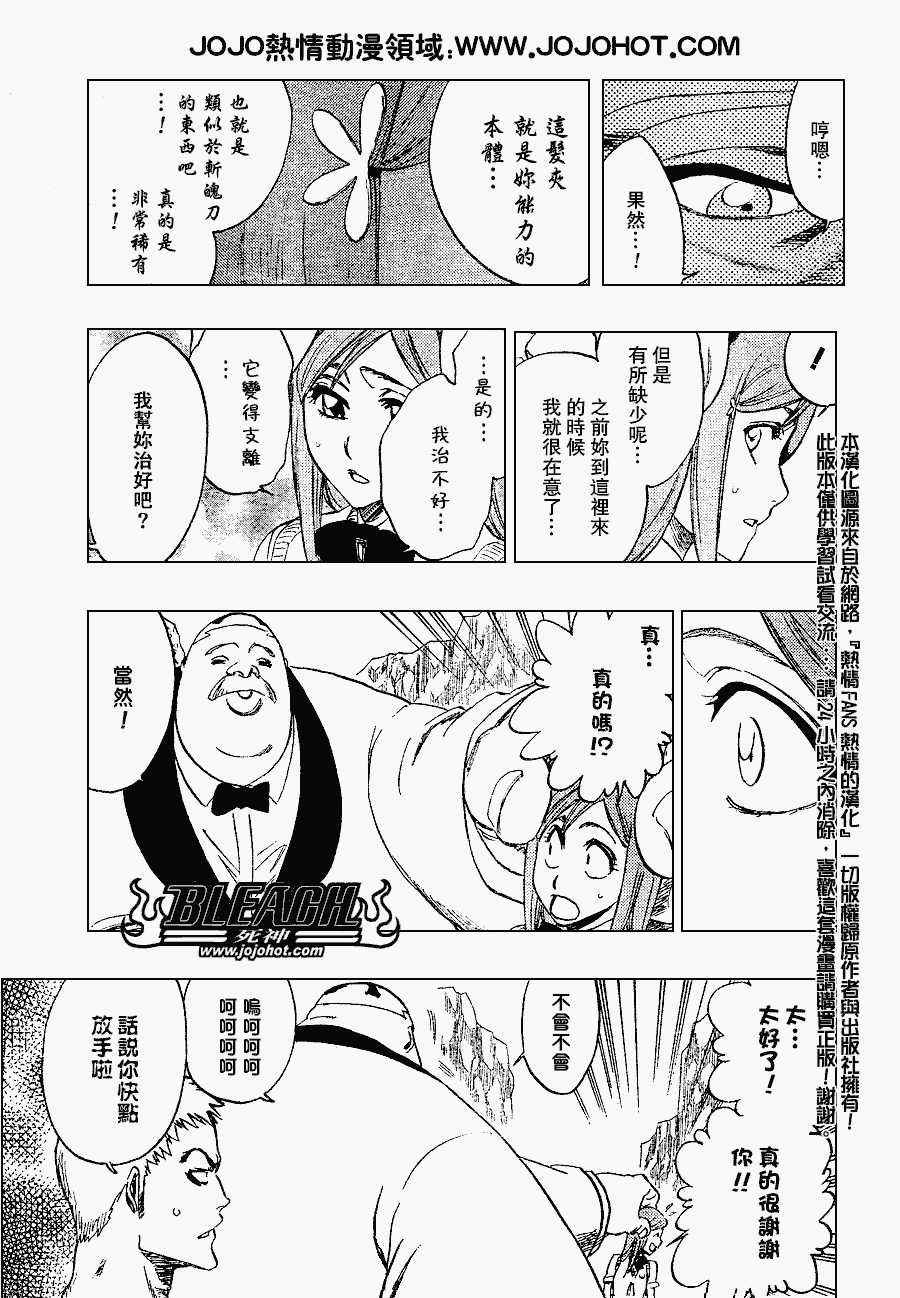 JOJO熱情動漫領域:WWW.JOJOHOT.COM
哼嗯…
果然…!
這髮夾
就是妳能力的
本體…
也就是
類似於斬魄刀
的東西吧
…!
真的是
非常稀有
…!
!
但是
有所缺少呢…
之前妳到這裡來
的時候
我就很在意了…
…是的…
我治不好…
它變得支離
…
我幫妳治好吧?
真…
真的嗎!?
當然!
BLEACH
死神
www.jojohot.com
太…
太好了!
真的很謝謝
你!!
不會不會
嗚呵呵呵
呵呵呵呵
話說你快點
放手啦
本漢化圖源來自於網路,『熱情FANS熱情的漢化』一切版權歸原作者與出版社擁有!
此版本僅供學習試看交流……請24小時之內消除,喜歡這套漫畫請購買正版!謝謝。